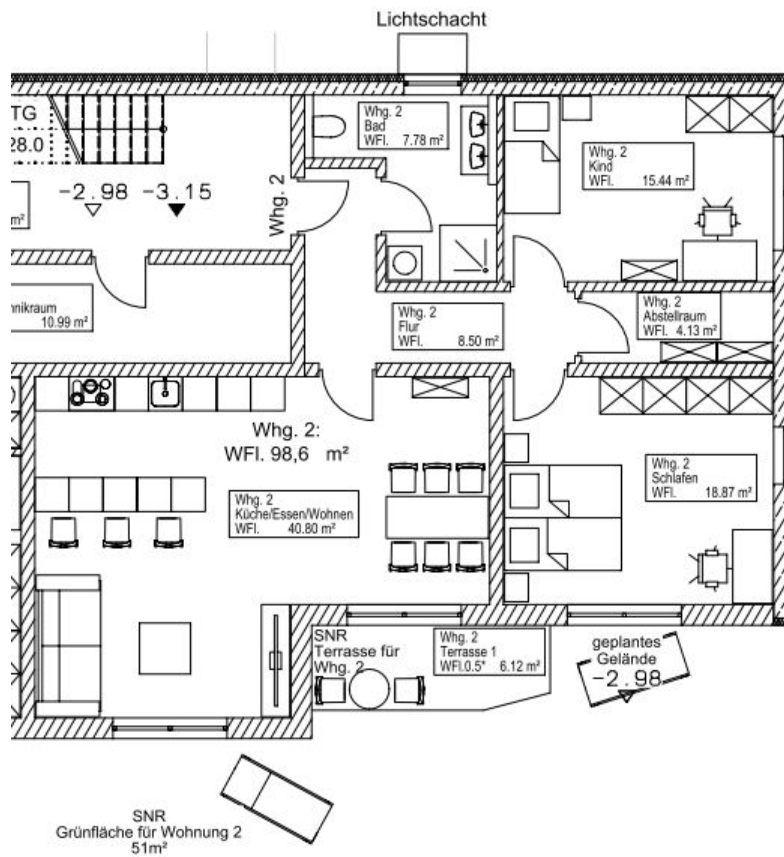 Lichtschacht
TG
28.0
-2.98 -3.15
m²
Whg. 2
Whg. 2
Bad
WFl. 7.78 m²
Whg. 2
Kind
WFl. 15.44 m²
nnikraum
10.99 m²
Whg. 2
Flur
WFl. 8.50 m²
Whg. 2
Abstellraum
WFl. 4.13 m²
Whg. 2:
WFl. 98,6 m²
Whg. 2
Küche/Essen/Wohnen
WFl. 40.80 m²
Whg. 2
Schlafen
WFl. 18.87 m²
SNR
Terrasse für
Whg. 2
Whg. 2
Terrasse 1
WFl.0.5* 6.12 m²
geplantes
Gelände
-2.98
SNR
Grünfläche für Wohnung 2
51m²